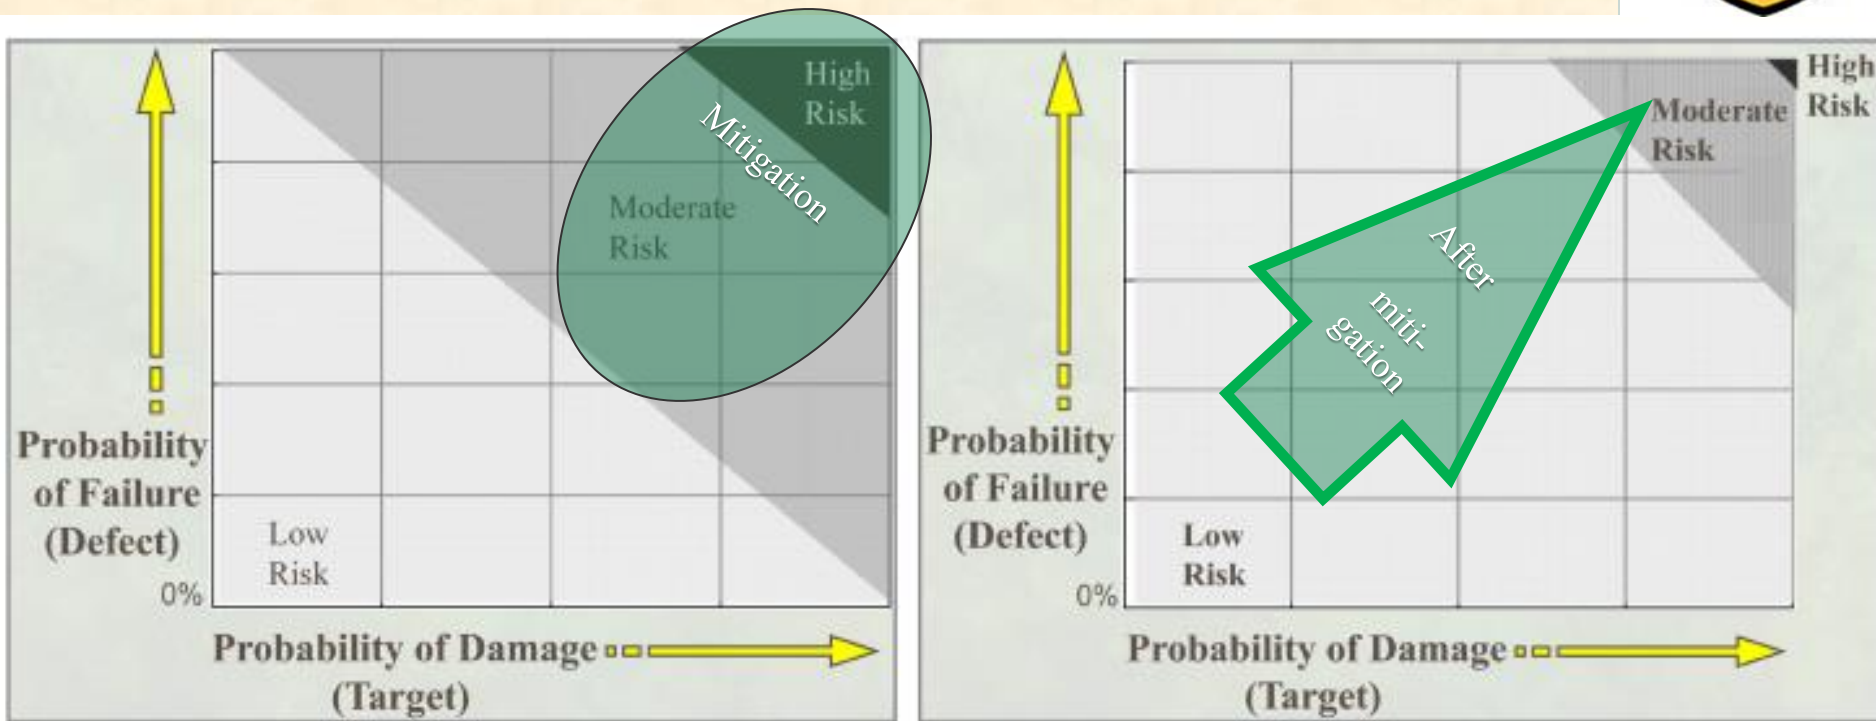 High
Risk
Mitigation
Moderate
Risk
Probability
of Failure
(Defect)
Low
Risk
0%
Probability of Damage
(Target)
High
Risk
Moderate
Risk
After
miti-
gation
Probability
of Failure
(Defect)
Low
Risk
0%
Probability of Damage
(Target)